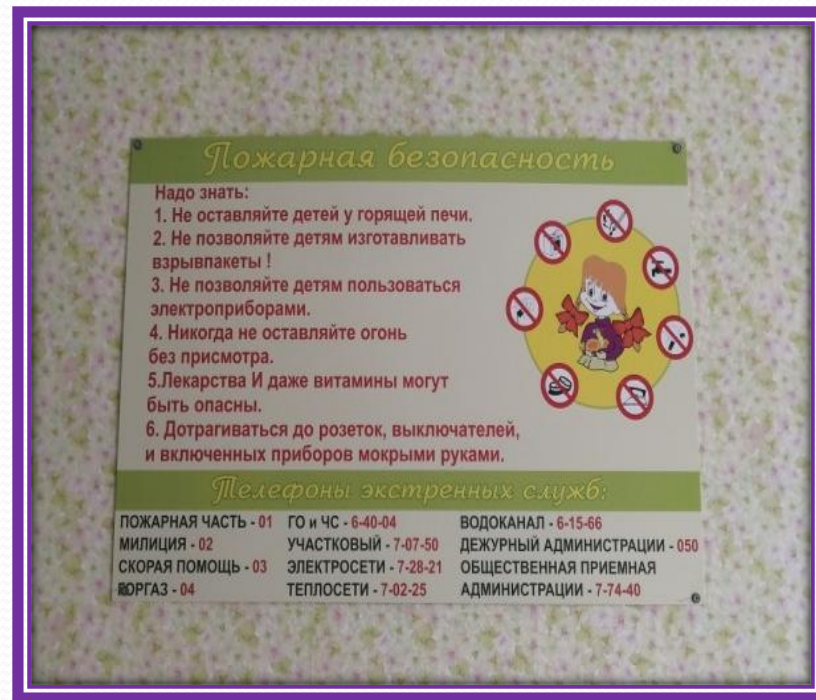 Пожарная безопасность
Надо знать:
1. Не оставляйте детей у горящей печи.
2. Не позволяйте детям изготавливать
взрывпакеты !
3. Не позволяйте детям пользоваться
электроприборами.
4. Никогда не оставляйте огонь
без присмотра.
5.Лекарства И даже витамины могут
быть опасны.
6. Дотрагиваться до розеток, выключателей,
и включенных приборов мокрыми руками.
Телефоны экстренных служб:
ПОЖАРНАЯ ЧАСТЬ - 01
МИЛИЦИЯ - 02
СКОРАЯ ПОМОЩЬ - 03
ГОРГАЗ - 04
ГО и ЧС - 6-40-04
УЧАСТКОВЫЙ - 7-07-50
ЭЛЕКТРОСЕТИ - 7-28-21
ТЕПЛОСЕТИ - 7-02-25
ВОДОКАНАЛ - 6-15-66
ДЕЖУРНЫЙ АДМИНИСТРАЦИИ - 050
ОБЩЕСТВЕННАЯ ПРИЕМНАЯ
АДМИНИСТРАЦИИ - 7-74-40